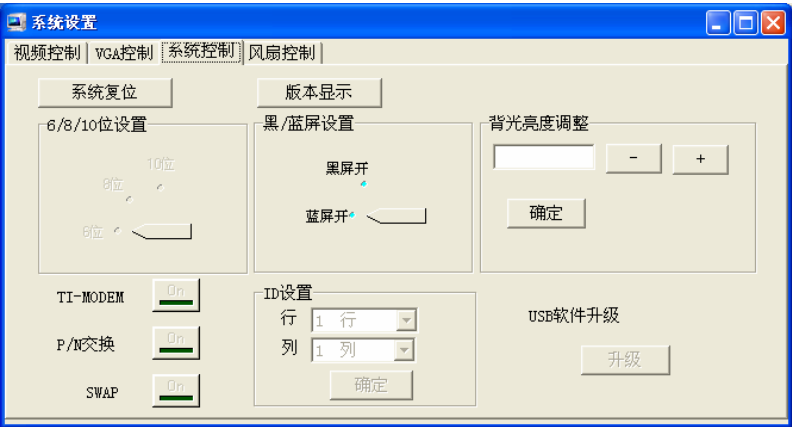 系统设置
视频控制 VGA控制 系统控制 风扇控制
系统复位 版本显示
6/8/10位设置
10位
8位
6位
黑/蓝屏设置
黑屏开
蓝屏开
背光亮度调整
- +
确定
TI-MODEM On
P/N交换 On
SWAP On
ID设置
行 1 行
列 1 列
确定
USB软件升级
升级